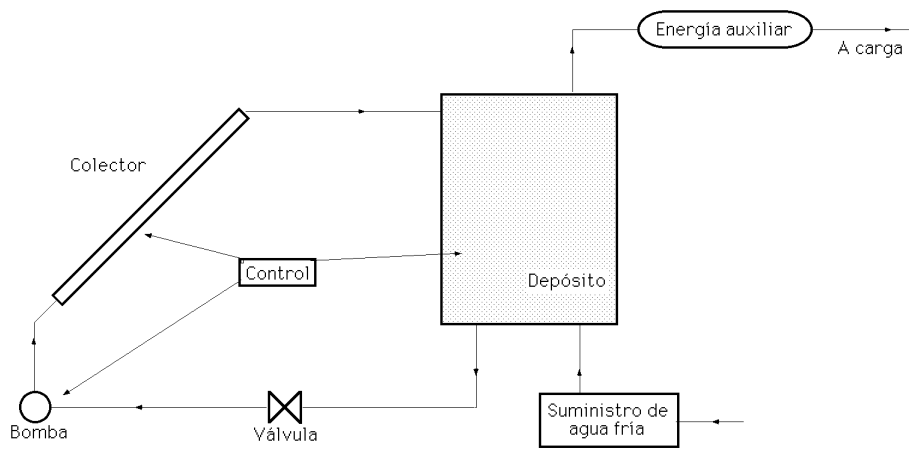 Energía auxiliar
A carga
Colector
Control
Depósito
Bomba
Válvula
Suministro de
agua fría